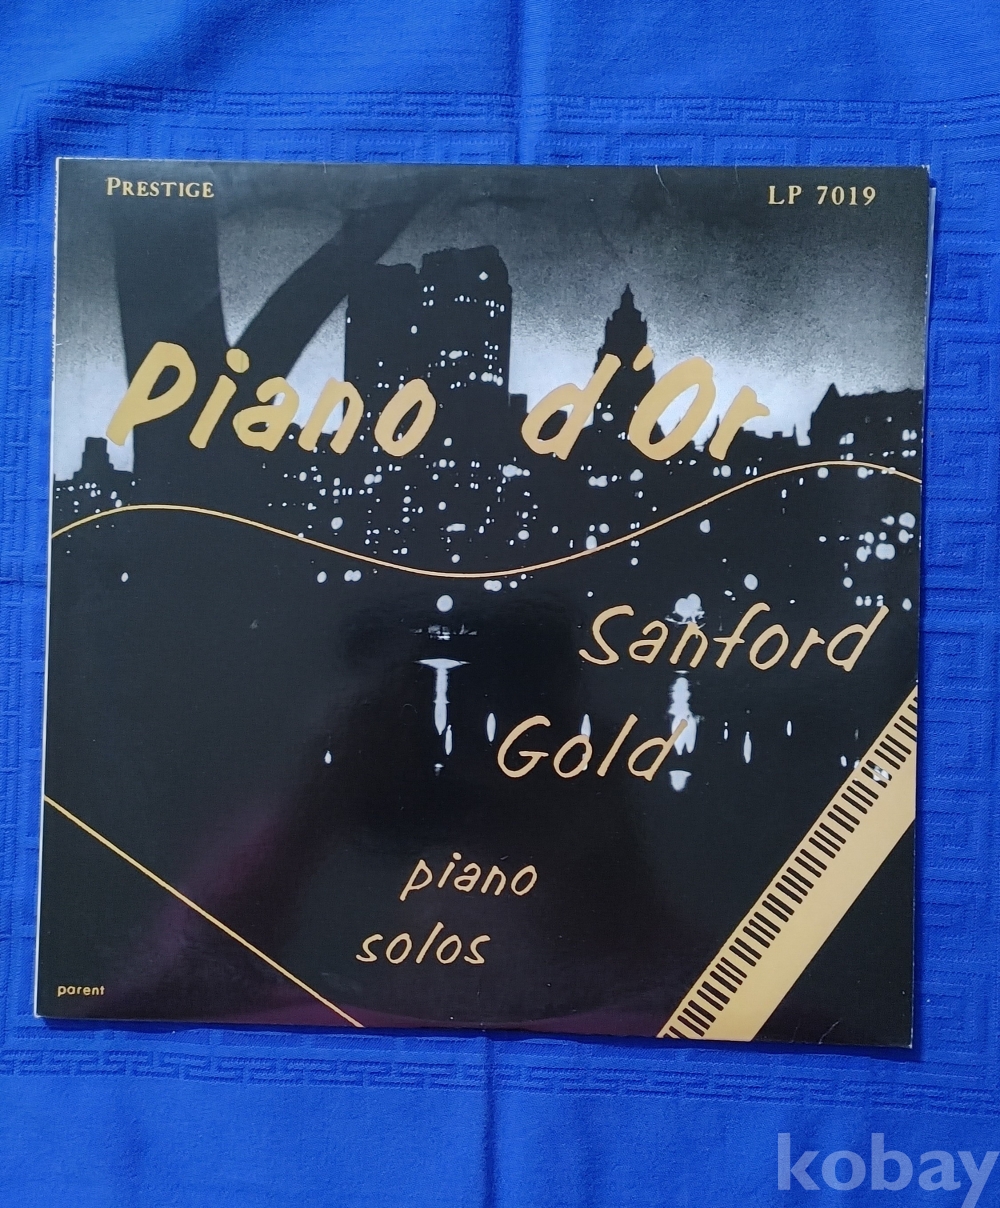 PRESTIGE
LP 7019
Piano d'Or
Sanford
Gold
piano
solos
parent
kobay